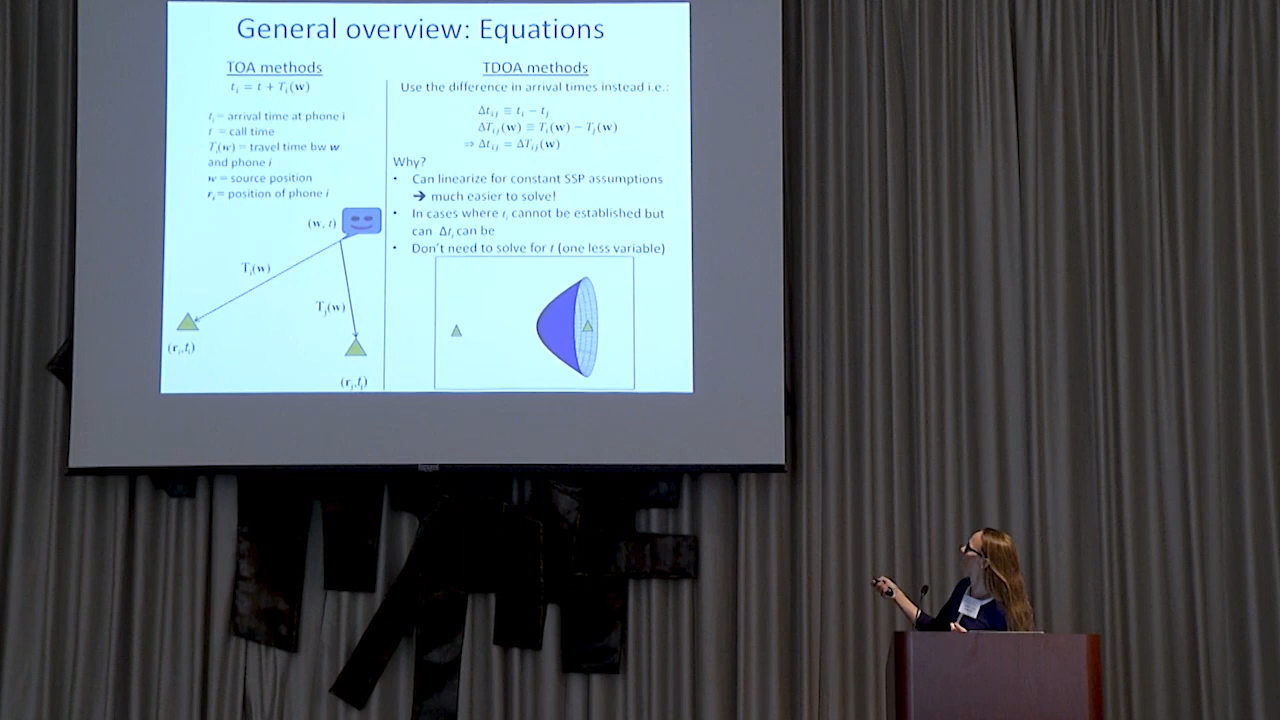 General overview: Equations
TOA methods
tᵢ = t + Tᵢ(w)
tᵢ = arrival time at phone i
t = call time
Tᵢ(w) = travel time bw w
and phone i
w = source position
rᵢ = position of phone i
(w, t)
Tᵢ(w)
Tⱼ(w)
(rᵢ,tᵢ)
(rⱼ,tⱼ)
TDOA methods
Use the difference in arrival times instead i.e.:
Δtᵢⱼ ≡ tᵢ − tⱼ
ΔTᵢⱼ(w) ≡ Tᵢ(w) − Tⱼ(w)
⇒ Δtᵢⱼ = ΔTᵢⱼ(w)
Why?
• Can linearize for constant SSP assumptions
➔ much easier to solve!
• In cases where tᵢ cannot be established but
can Δtᵢ can be
• Don't need to solve for t (one less variable)